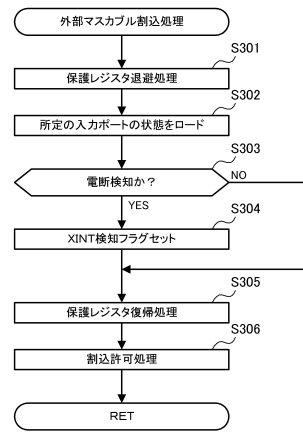 外部マスカブル割込処理
S301
保護レジスタ退避処理
S302
所定の入力ポートの状態をロード
S303
電断検知か？
NO
YES
S304
XINT検知フラグセット
S305
保護レジスタ復帰処理
S306
割込許可処理
RET